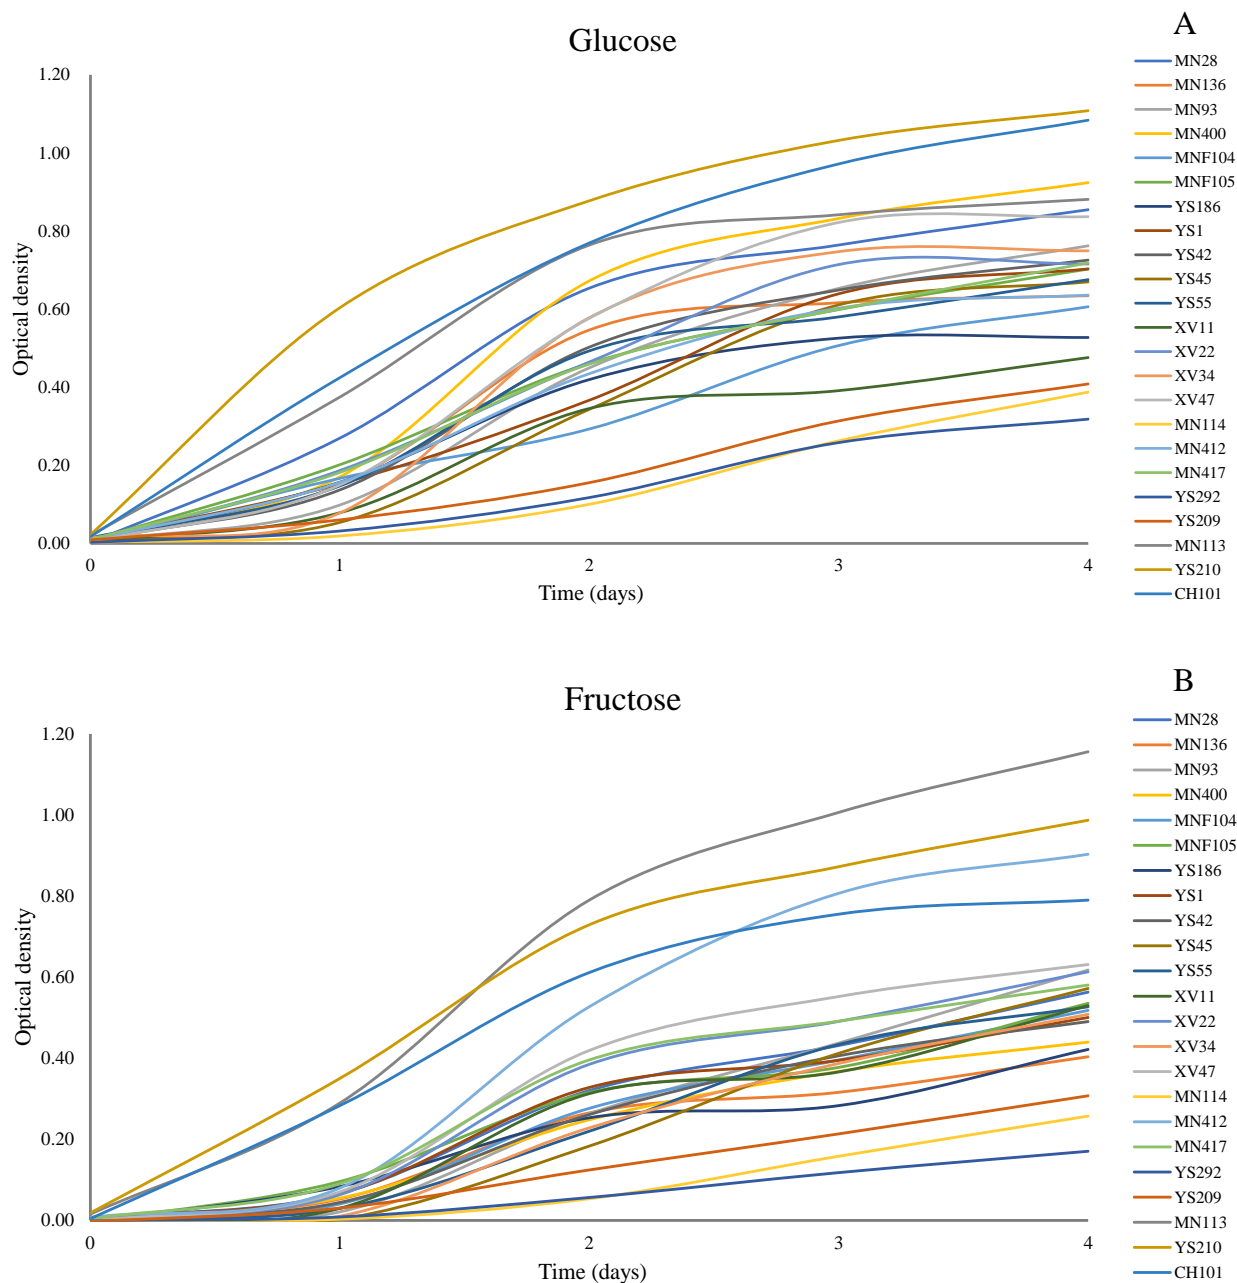 A
Glucose
1.20
1.00
0.80
0.60
0.40
0.20
0.00
Optical density
0 1 2 3 4
Time (days)
MN28
MN136
MN93
MN400
MNF104
MNF105
YS186
YS1
YS42
YS45
YS55
XV11
XV22
XV34
XV47
MN114
MN412
MN417
YS292
YS209
MN113
YS210
CH101
B
Fructose
1.20
1.00
0.80
0.60
0.40
0.20
0.00
Optical density
0 1 2 3 4
Time (days)
MN28
MN136
MN93
MN400
MNF104
MNF105
YS186
YS1
YS42
YS45
YS55
XV11
XV22
XV34
XV47
MN114
MN412
MN417
YS292
YS209
MN113
YS210
CH101